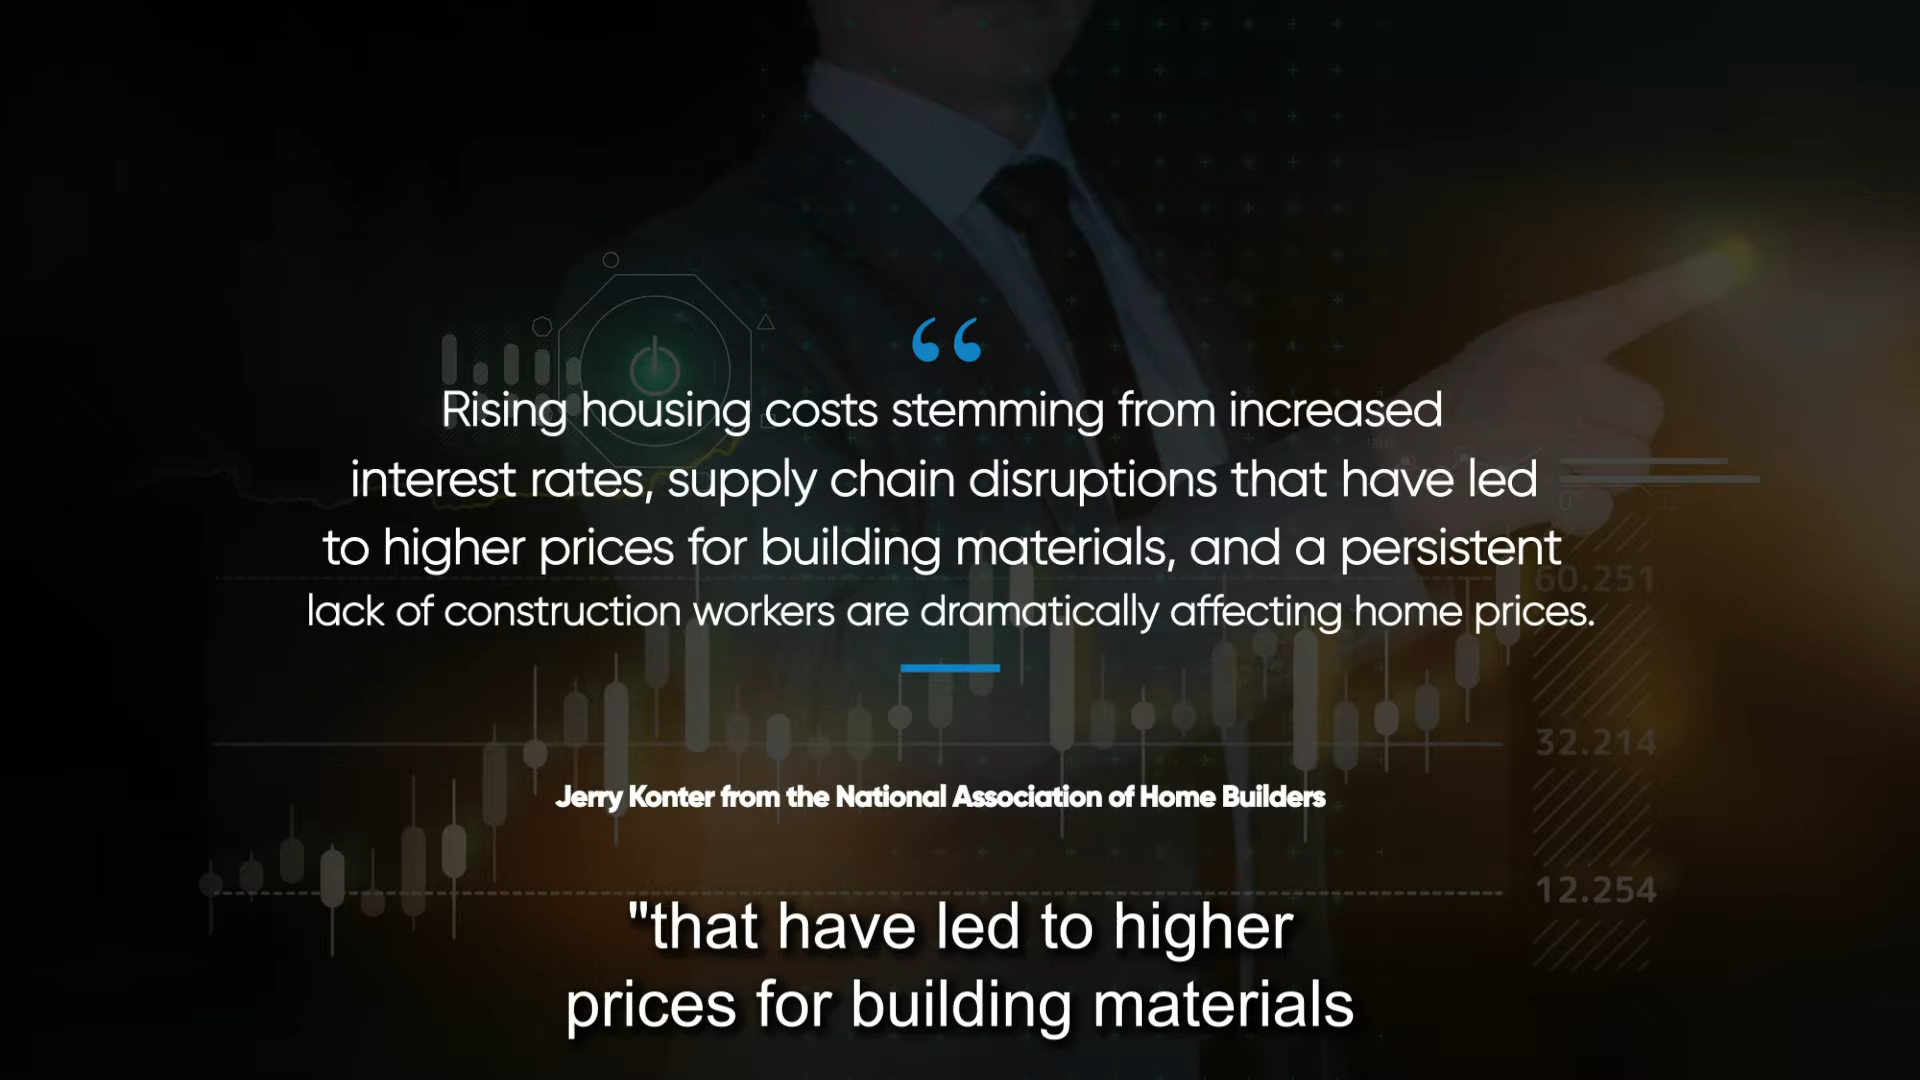 “
Rising housing costs stemming from increased
interest rates, supply chain disruptions that have led
to higher prices for building materials, and a persistent
lack of construction workers are dramatically affecting home prices.
60.251
32.214
Jerry Konter from the National Association of Home Builders
12.254
"that have led to higher
prices for building materials